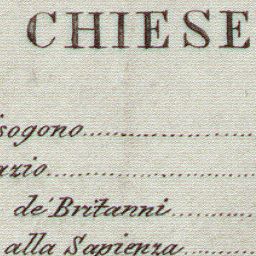 CHIESE
isogono
azio
de' Britanni
alla Sapienza